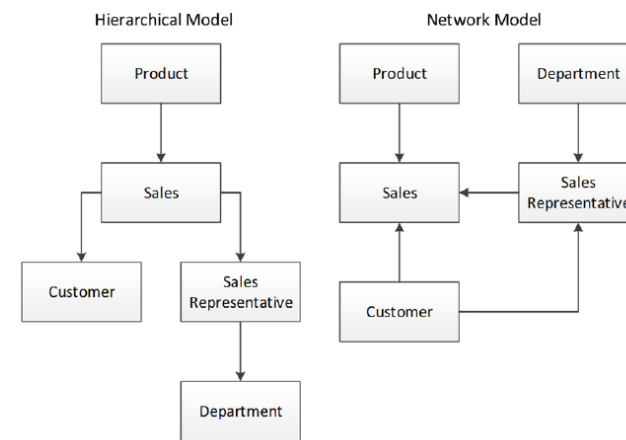 Hierarchical Model
Product
Sales
Customer
Sales
Representative
Department
Network Model
Product
Department
Sales
Sales
Representative
Customer